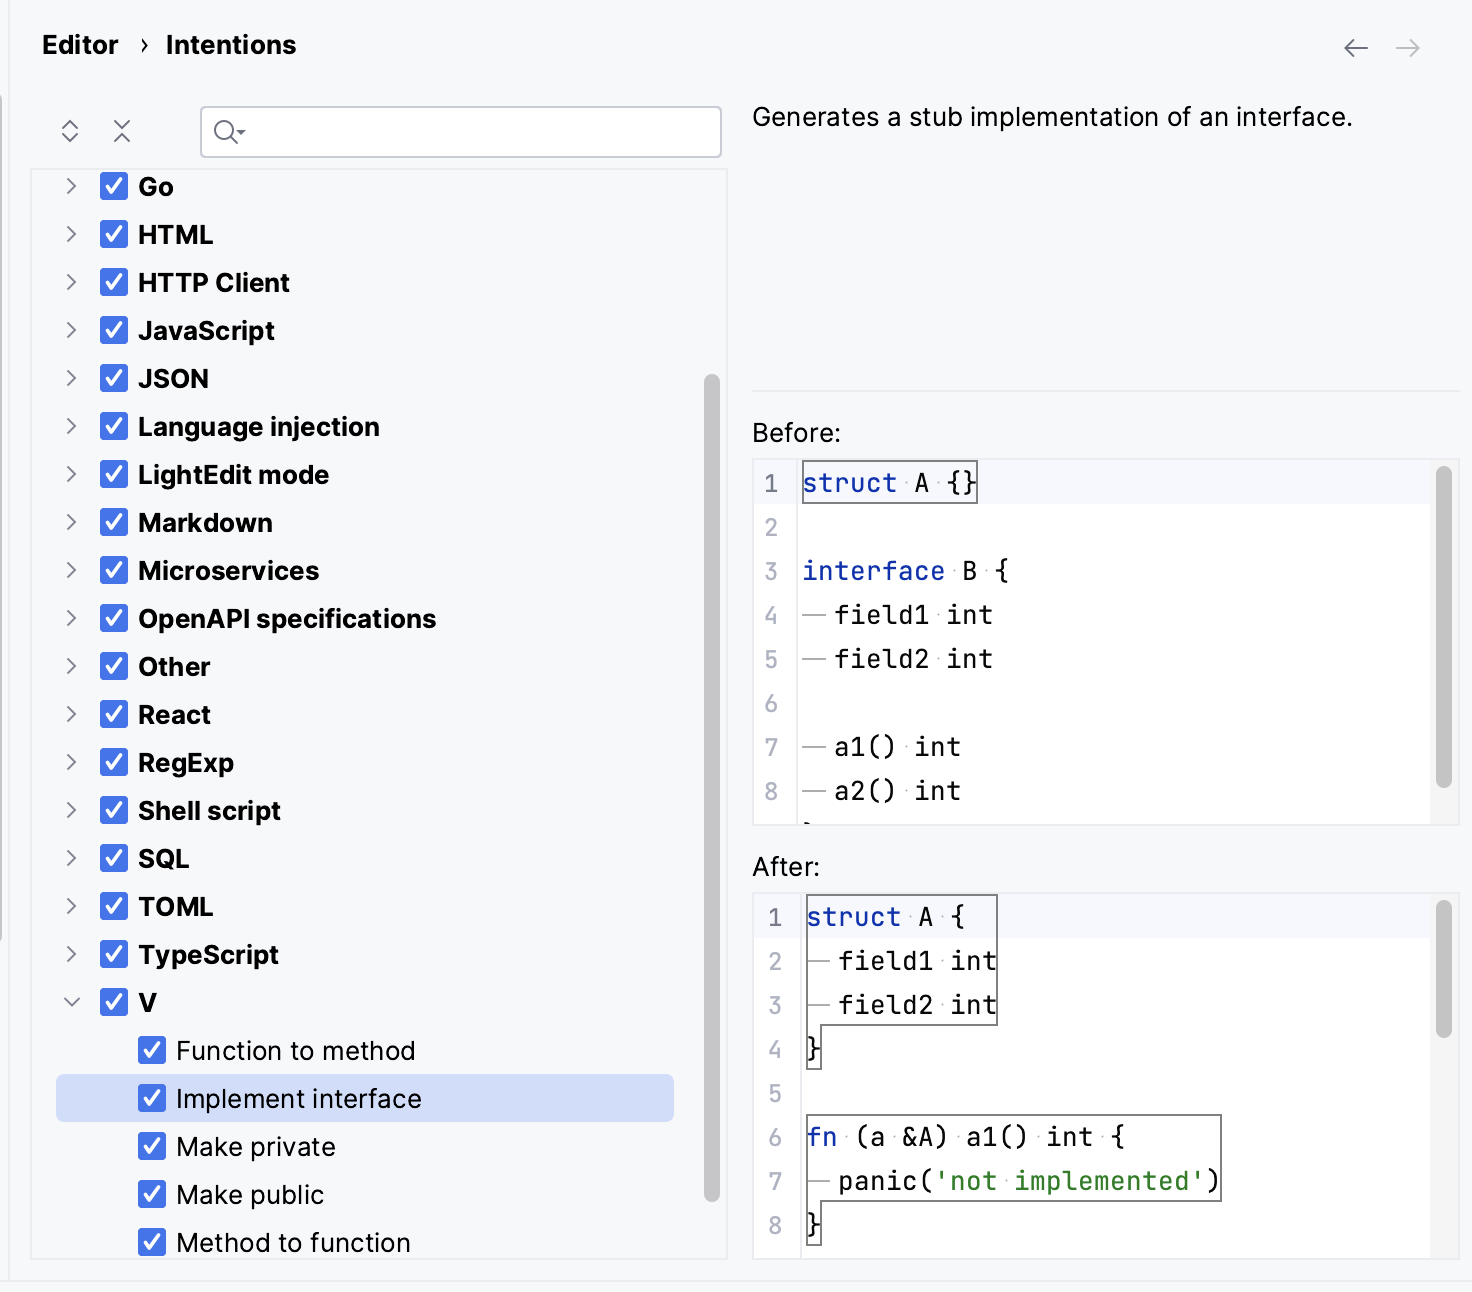 Editor › Intentions
Generates a stub implementation of an interface.
Go
HTML
HTTP Client
JavaScript
JSON
Language injection
LightEdit mode
Markdown
Microservices
OpenAPI specifications
Other
React
RegExp
Shell script
SQL
TOML
TypeScript
V
Function to method
Implement interface
Make private
Make public
Method to function
Before:
1 struct A {}
2
3 interface B {
4 field1 int
5 field2 int
6
7 a1() int
8 a2() int
After:
1 struct A {
2 field1 int
3 field2 int
4 }
5
6 fn (a &A) a1() int {
7 panic('not implemented')
8 }